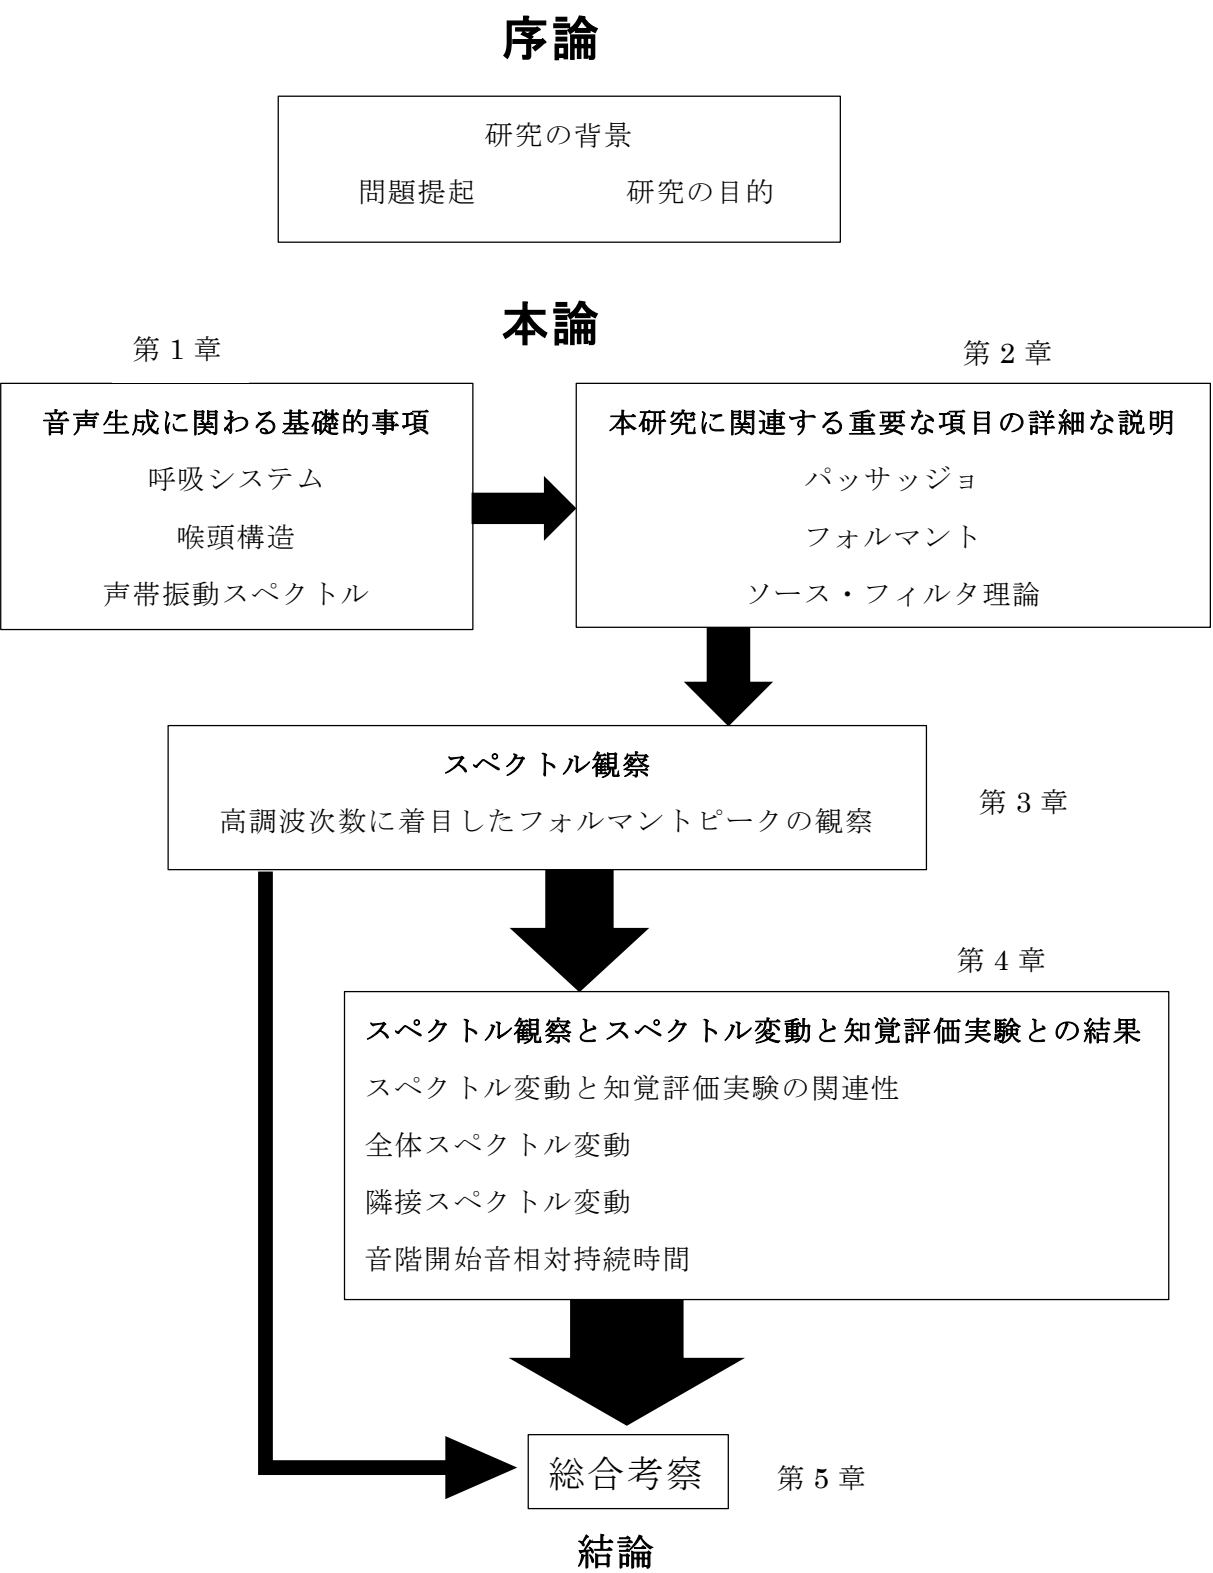 序論
研究の背景
問題提起 研究の目的
本論
第 1 章
音声生成に関わる基礎的事項
呼吸システム
喉頭構造
声帯振動スペクトル
第 2 章
本研究に関連する重要な項目の詳細な説明
パッサッジョ
フォルマント
ソース・フィルタ理論
スペクトル観察
高調波次数に着目したフォルマントピークの観察
第 3 章
第 4 章
スペクトル観察とスペクトル変動と知覚評価実験との結果
スペクトル変動と知覚評価実験の関連性
全体スペクトル変動
隣接スペクトル変動
音階開始音相対持続時間
総合考察
第 5 章
結論